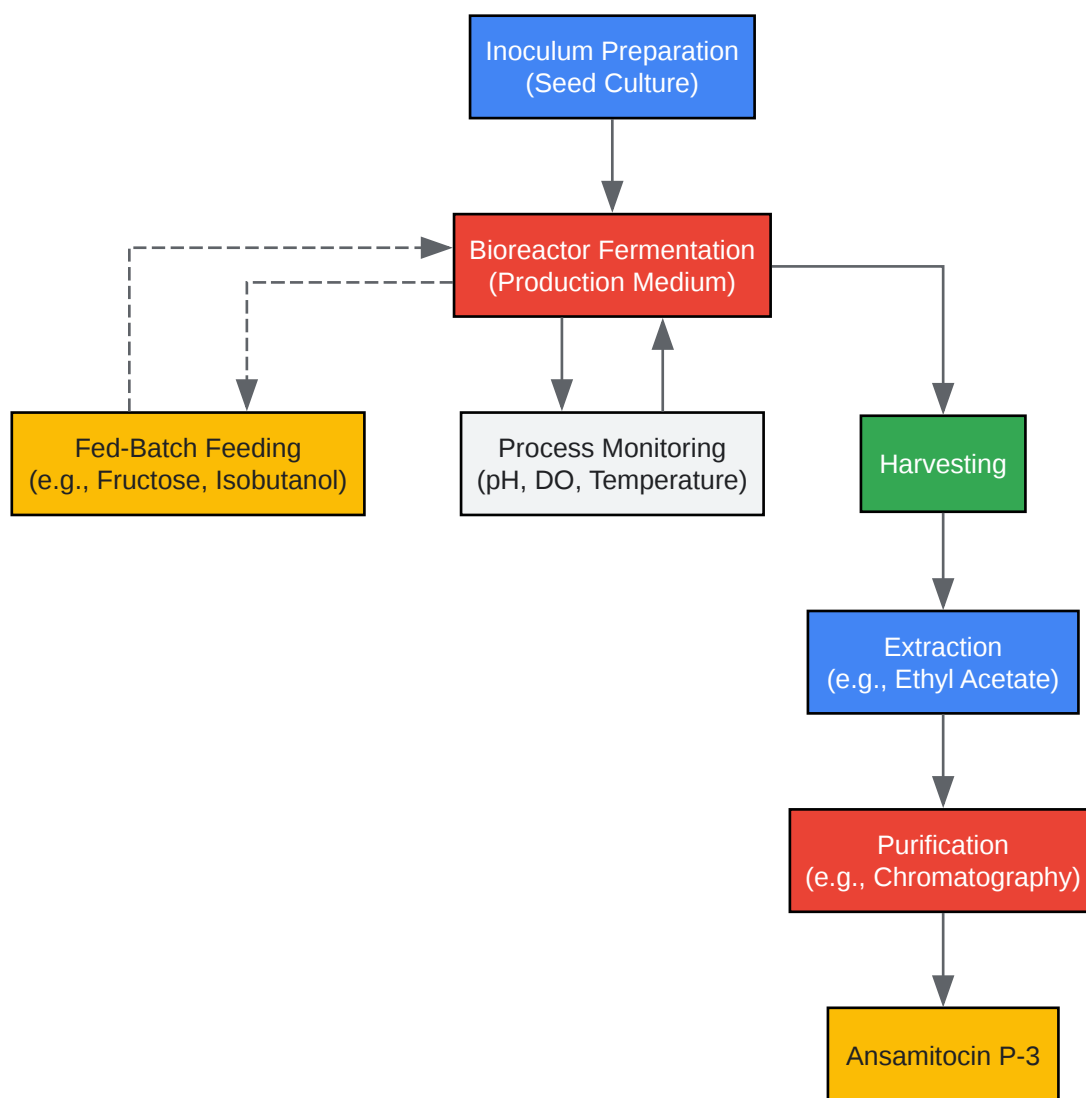 Inoculum Preparation
(Seed Culture)
Bioreactor Fermentation
(Production Medium)
Fed-Batch Feeding
(e.g., Fructose, Isobutanol)
Process Monitoring
(pH, DO, Temperature)
Harvesting
Extraction
(e.g., Ethyl Acetate)
Purification
(e.g., Chromatography)
Ansamitocin P-3